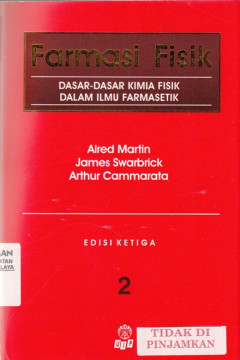 Farmasi Fisik
DASAR-DASAR KIMIA FISIK
DALAM ILMU FARMASETIK
Alred Martin
James Swarbrick
Arthur Cammarata
EDISI KETIGA
2
TIDAK DI
PINJAMKAN